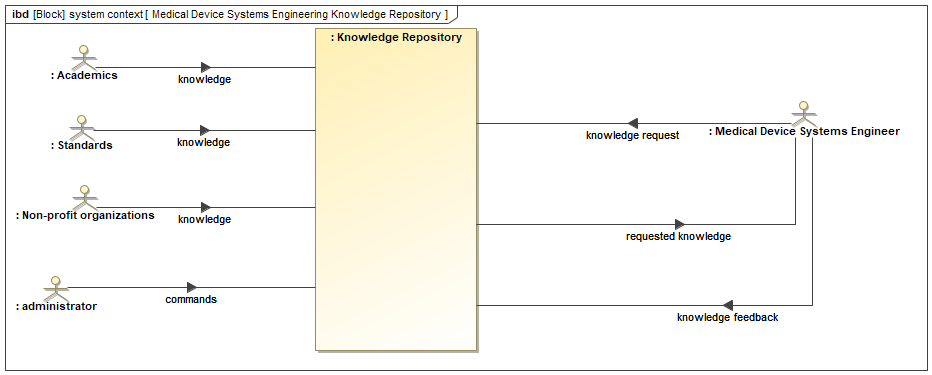 ibd [Block] system context [ Medical Device Systems Engineering Knowledge Repository ]
: Knowledge Repository
: Academics
knowledge
: Standards
knowledge
: Non-profit organizations
knowledge
: administrator
commands
: Medical Device Systems Engineer
knowledge request
requested knowledge
knowledge feedback